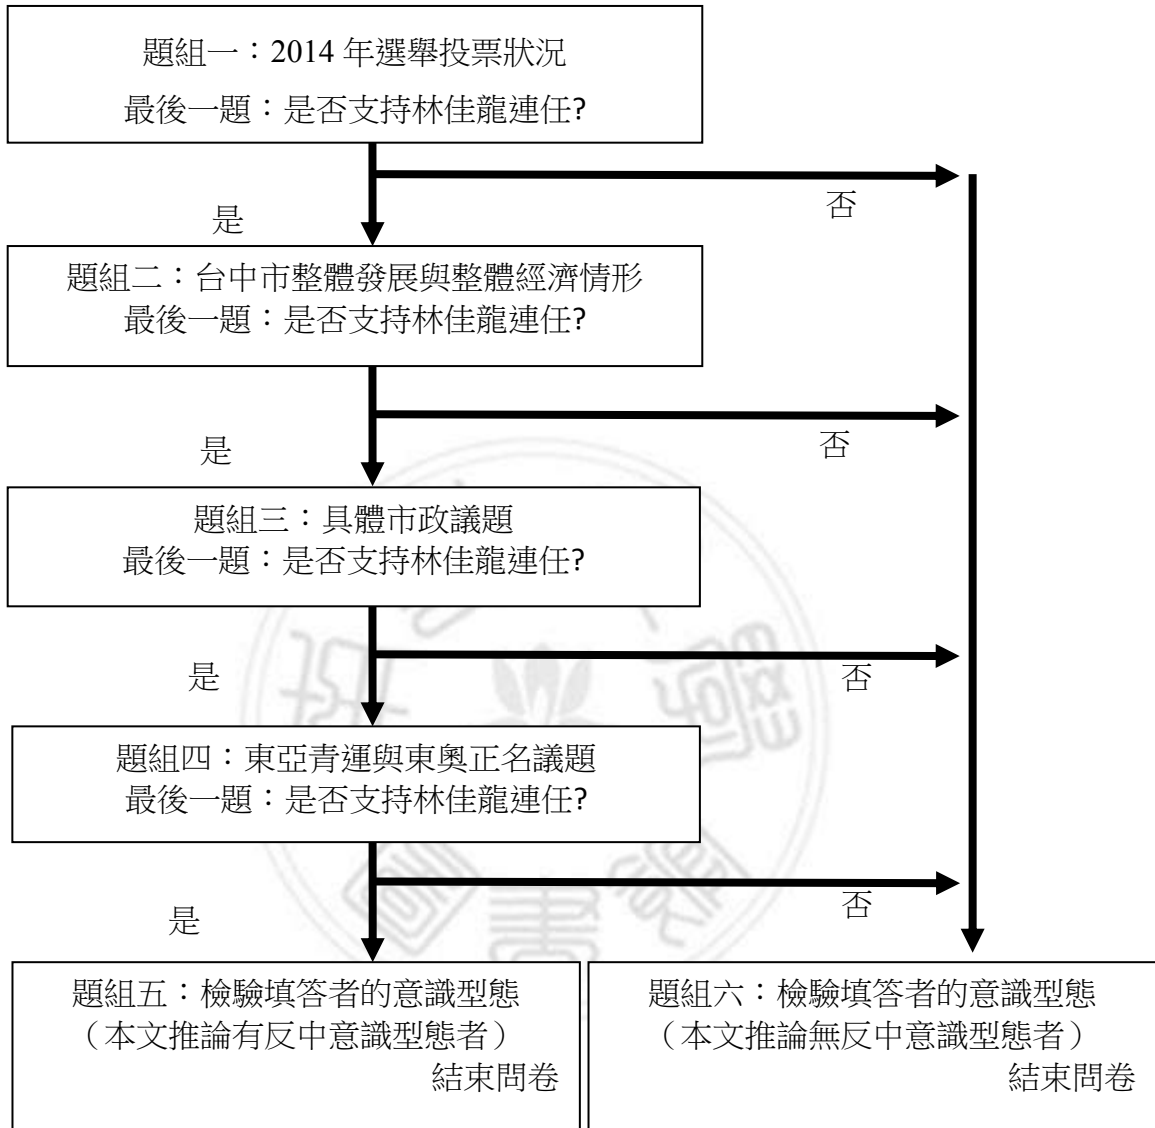 題組一：2014 年選舉投票狀況
最後一題：是否支持林佳龍連任?
否
是
題組二：台中市整體發展與整體經濟情形
最後一題：是否支持林佳龍連任?
否
是
題組三：具體市政議題
最後一題：是否支持林佳龍連任?
否
是
題組四：東亞青運與東奧正名議題
最後一題：是否支持林佳龍連任?
否
是
題組五：檢驗填答者的意識型態
（本文推論有反中意識型態者）
結束問卷
題組六：檢驗填答者的意識型態
（本文推論無反中意識型態者）
結束問卷